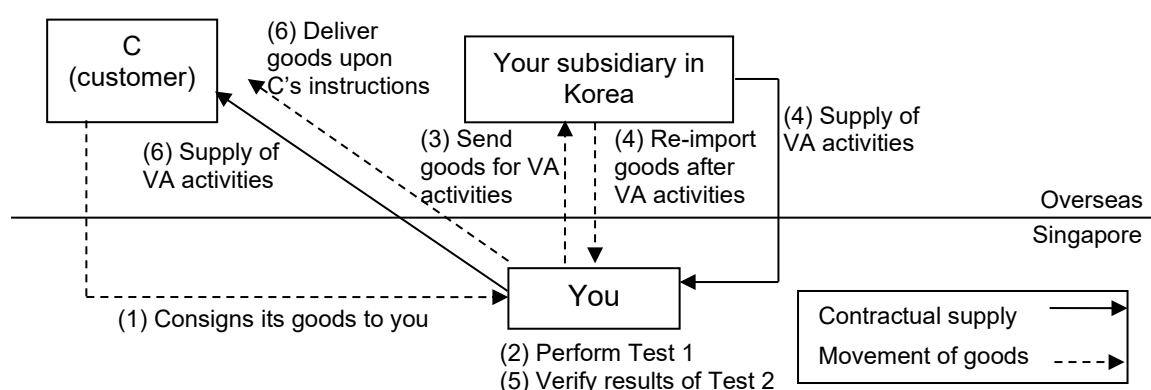 C
(customer)
(6) Deliver
goods upon
C's instructions
Your subsidiary in
Korea
(6) Supply of
VA activities
(3) Send
goods for VA
activities
(4) Re-import
goods after
VA activities
(4) Supply of
VA activities
Overseas
Singapore
(1) Consigns its goods to you
You
(2) Perform Test 1
(5) Verify results of Test 2
Contractual supply
Movement of goods